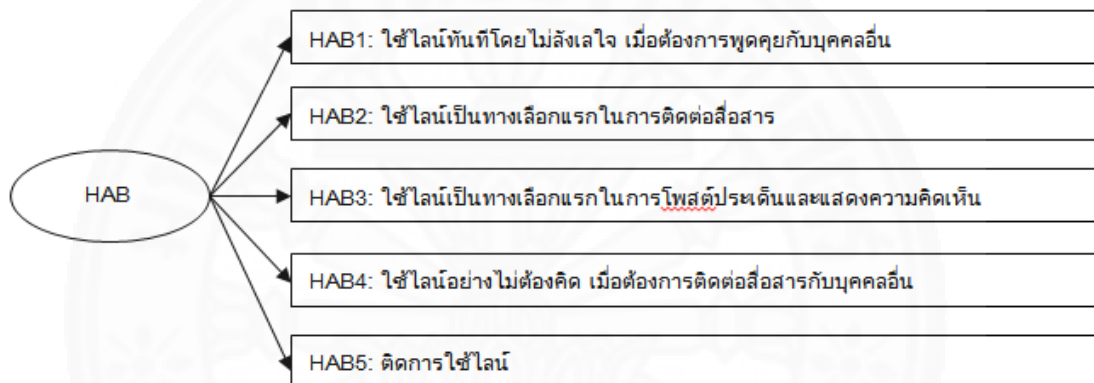 HAB1: ใช้ไลน์ทันทีโดยไม่ลังเลใจ เมื่อต้องการพูดคุยกับบุคคลอื่น
HAB2: ใช้ไลน์เป็นทางเลือกแรกในการติดต่อสื่อสาร
HAB
HAB3: ใช้ไลน์เป็นทางเลือกแรกในการโพสต์ประเด็นและแสดงความคิดเห็น
HAB4: ใช้ไลน์อย่างไม่ต้องคิด เมื่อต้องการติดต่อสื่อสารกับบุคคลอื่น
HAB5: ติดการใช้ไลน์